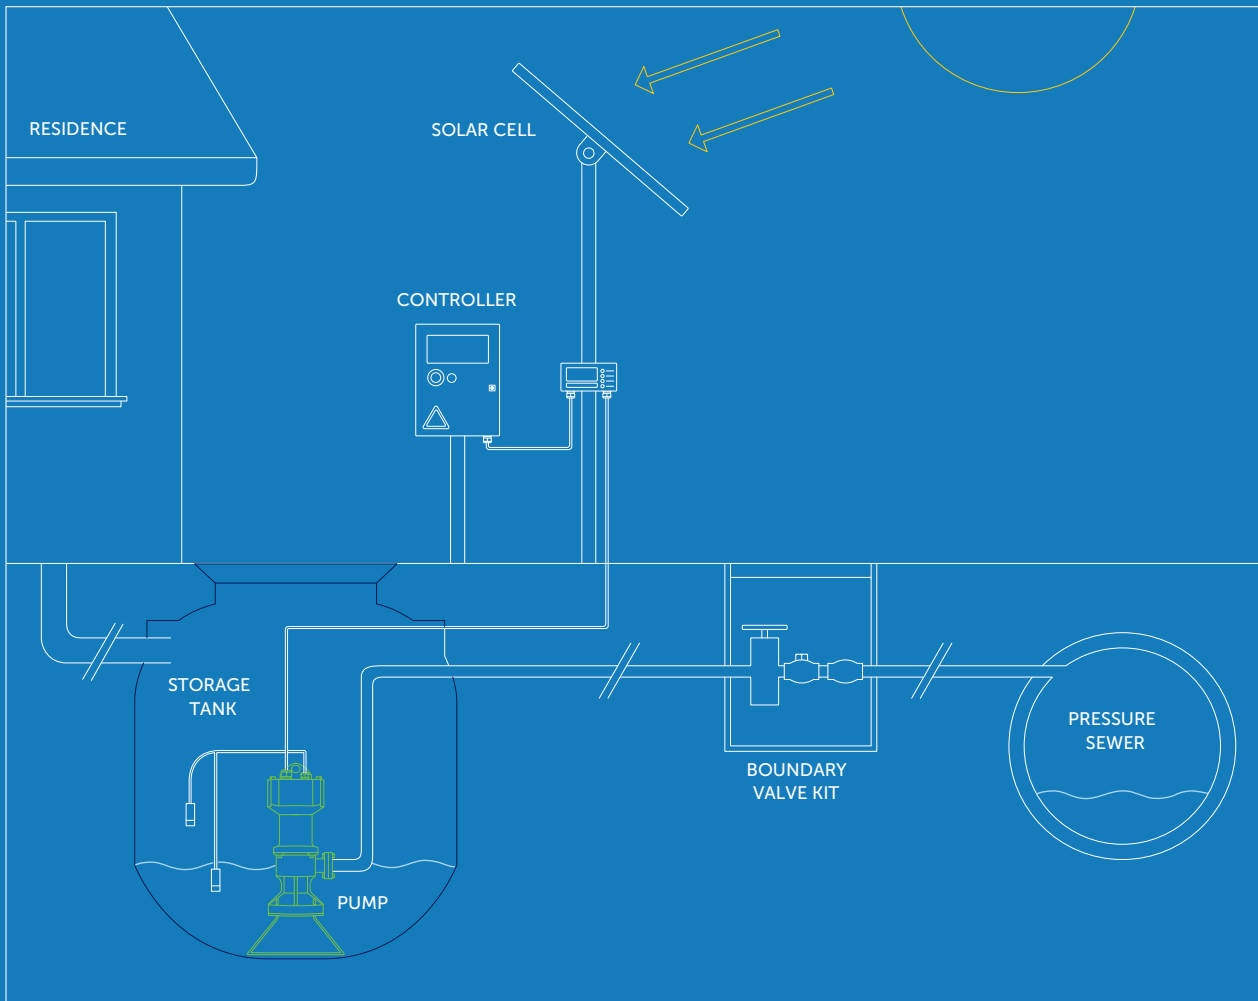 RESIDENCE
SOLAR CELL
CONTROLLER
STORAGE
TANK
PRESSURE
SEWER
BOUNDARY
VALVE KIT
PUMP